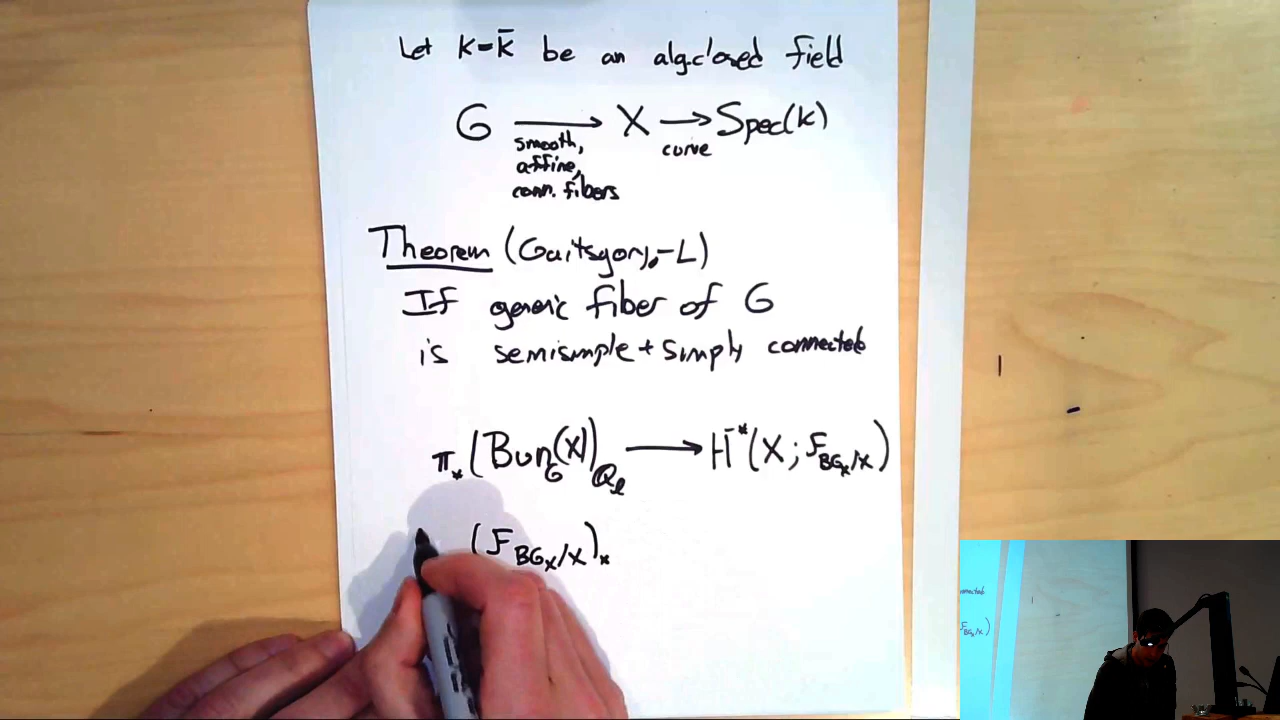 Let K=K̄ be an alg.closed field
G → X → Spec(k)
smooth, affine, conn. fibers
curve
Theorem (Gaitsgory,-L)
If generic fiber of G
is semisimple + simply connected
π_*(Bun_G(X))_{Q_ℓ} → H^*(X; F_{BG_x/X})
(F_{BG_x/X})_x